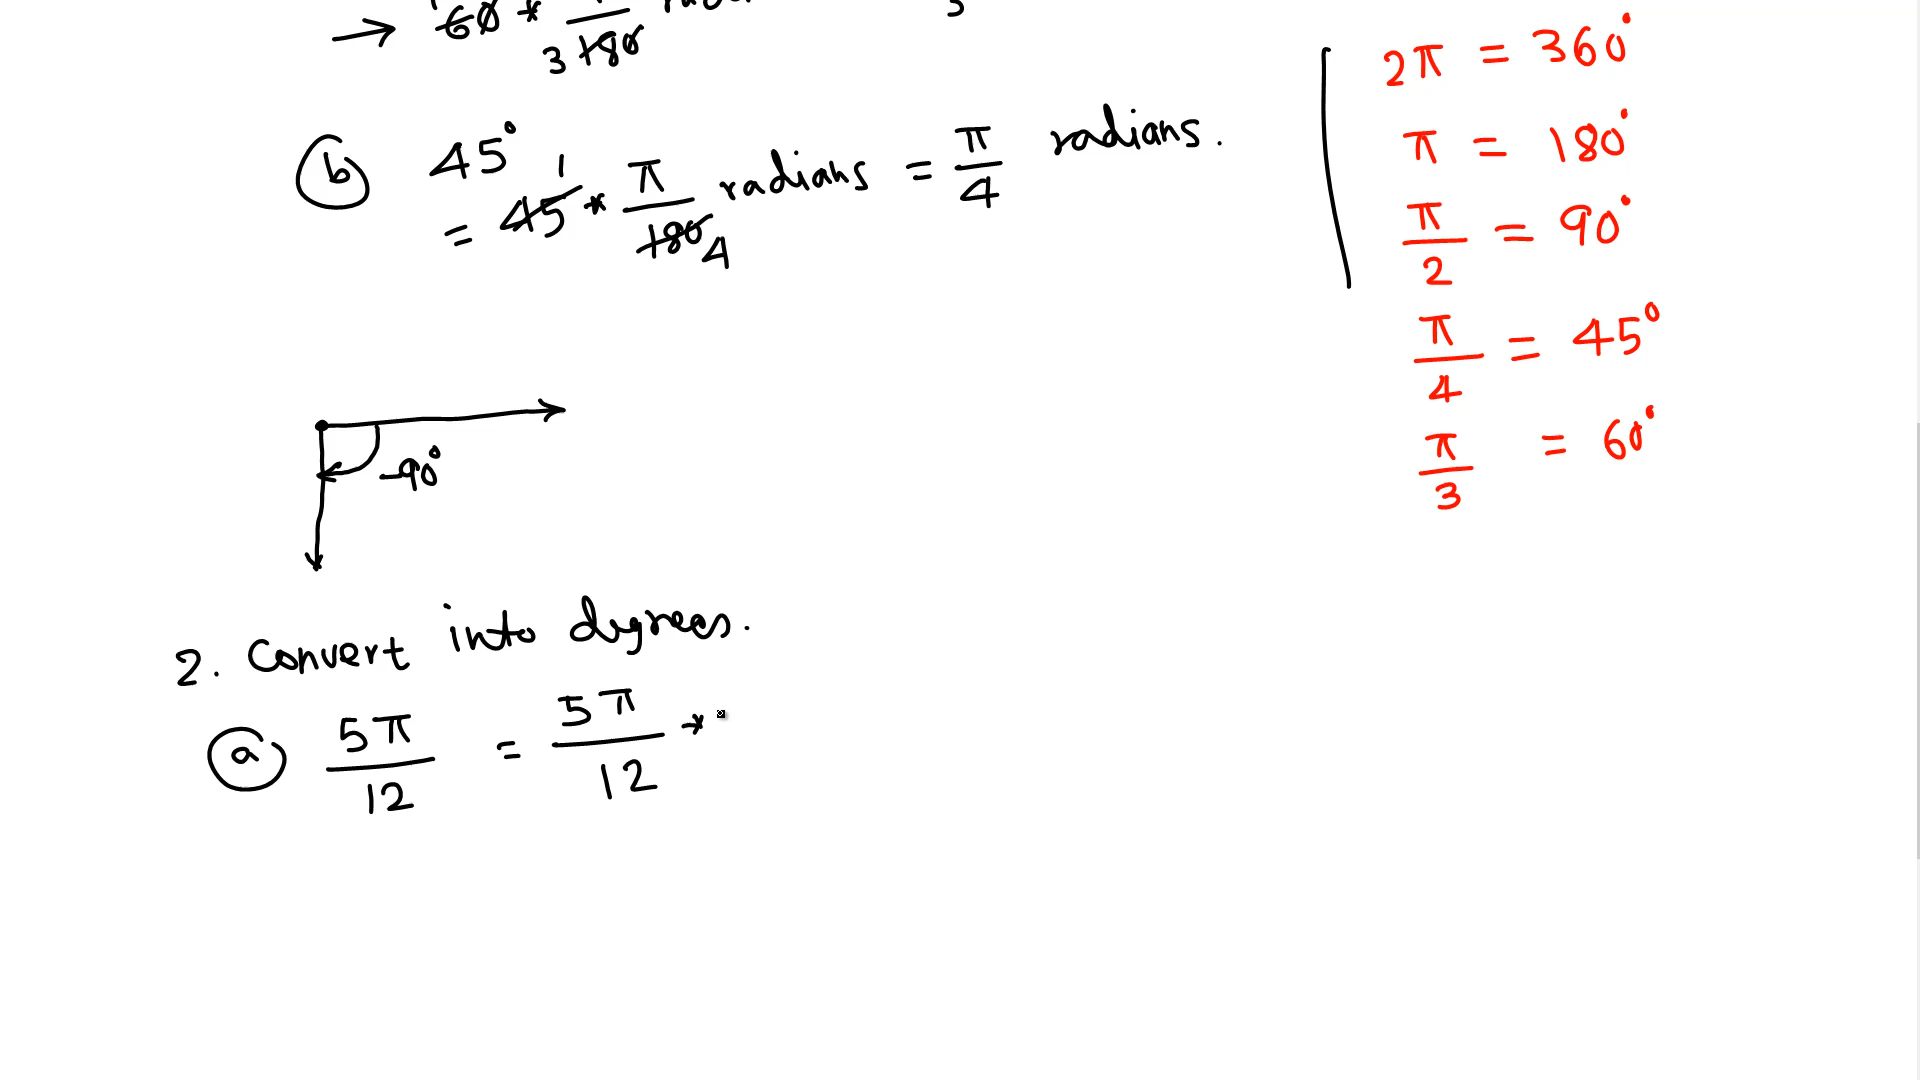 → 60 *
3 180
ⓑ 45°
= 45 1 * π/180 4 radians = π/4 radians.
-90°
2. Convert into degrees.
ⓐ 5π/12 = 5π/12 *
2π = 360°
π = 180°
π/2 = 90°
π/4 = 45°
π/3 = 60°